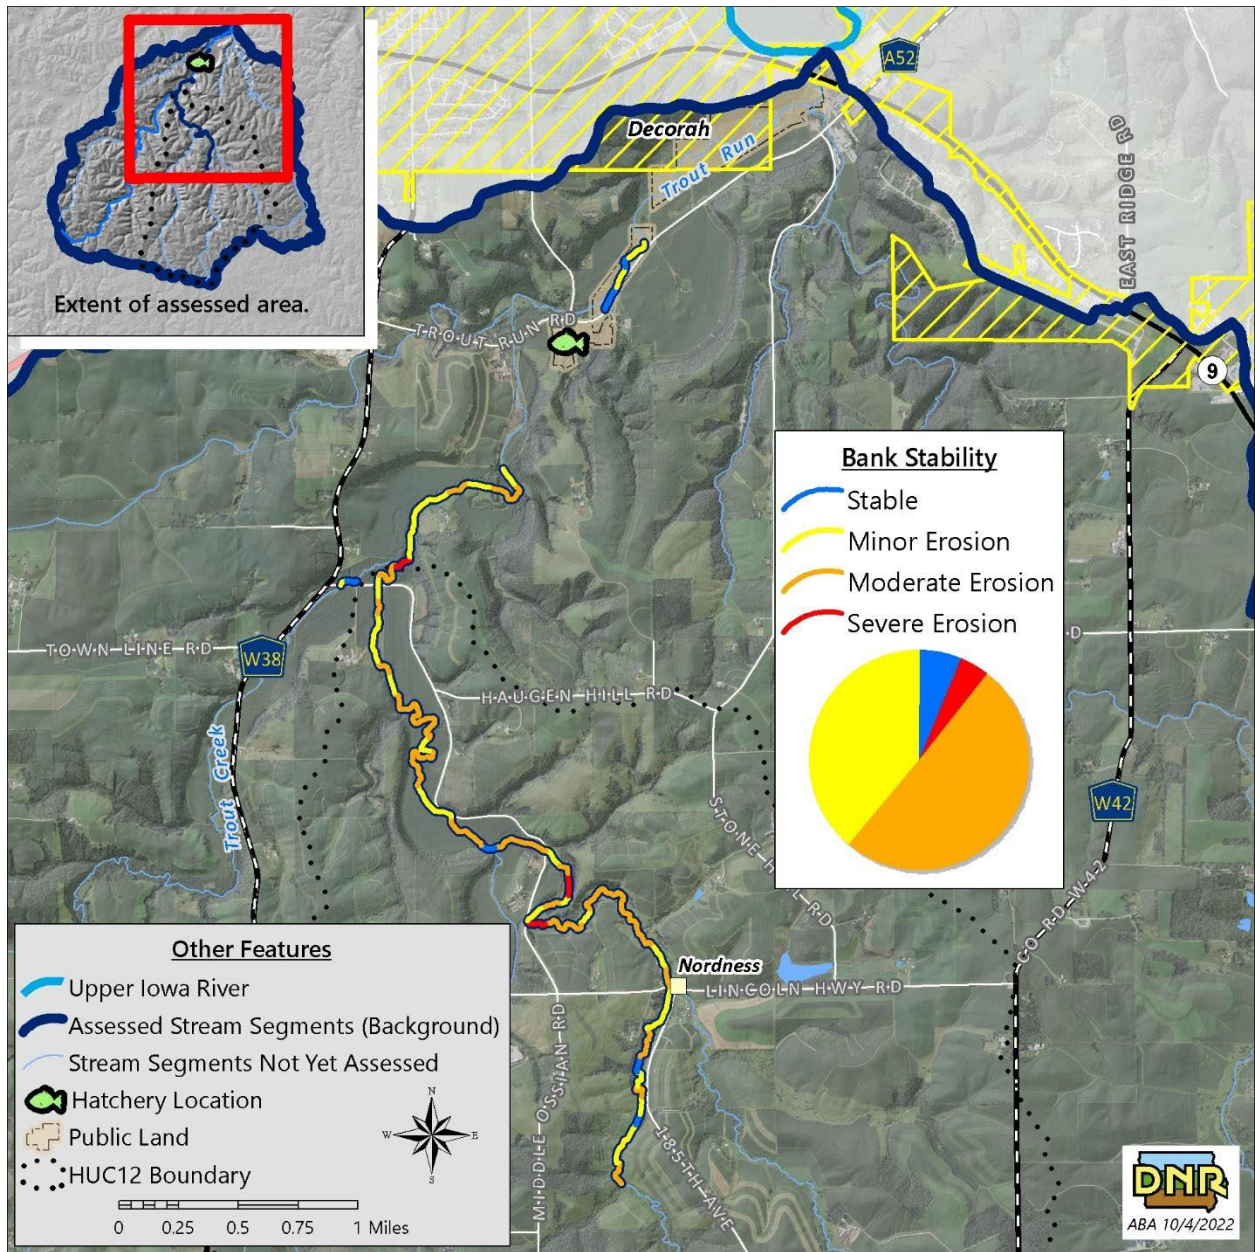 Extent of assessed area.
A52
Decorah
Trout Run
EAST RIDGE RD
TROUT RUN RD
9
Bank Stability
Stable
Minor Erosion
Moderate Erosion
Severe Erosion
TOWN LINE RD
D
W38
HAUGEN HILL RD
Trout Creek
STONE HILL RD
W42
CO RD W-42
Nordness
LINCOLN HWY RD
MIDDLE OSSIAN RD
185TH AVE
Other Features
Upper Iowa River
Assessed Stream Segments (Background)
Stream Segments Not Yet Assessed
Hatchery Location
Public Land
HUC12 Boundary
N
W E
S
0 0.25 0.5 0.75 1 Miles
DNR
ABA 10/4/2022